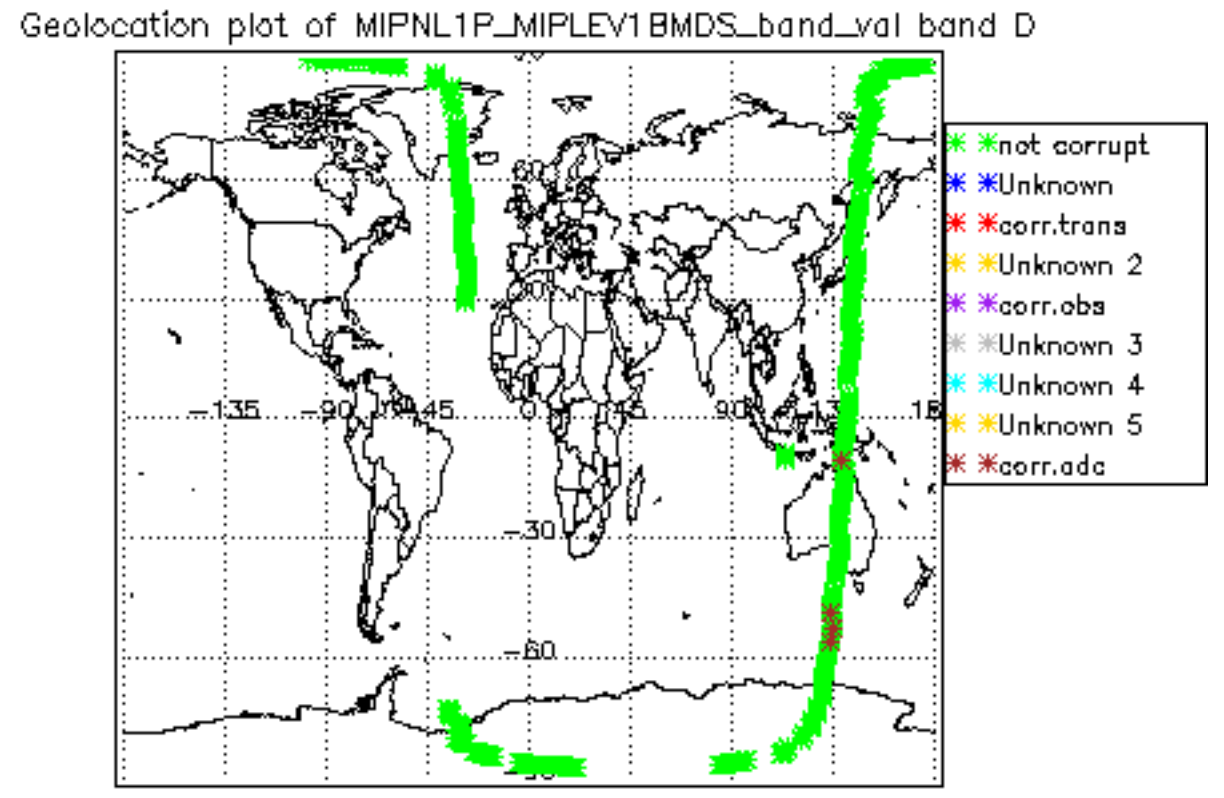 Geolocation plot of MIPNL1P_MIPLEV1BMDS_band_val band D
not corrupt
Unknown
corr.trans
Unknown 2
corr.obs
Unknown 3
Unknown 4
Unknown 5
corr.adc
60
-135 -90 0 45 90
-30
-60